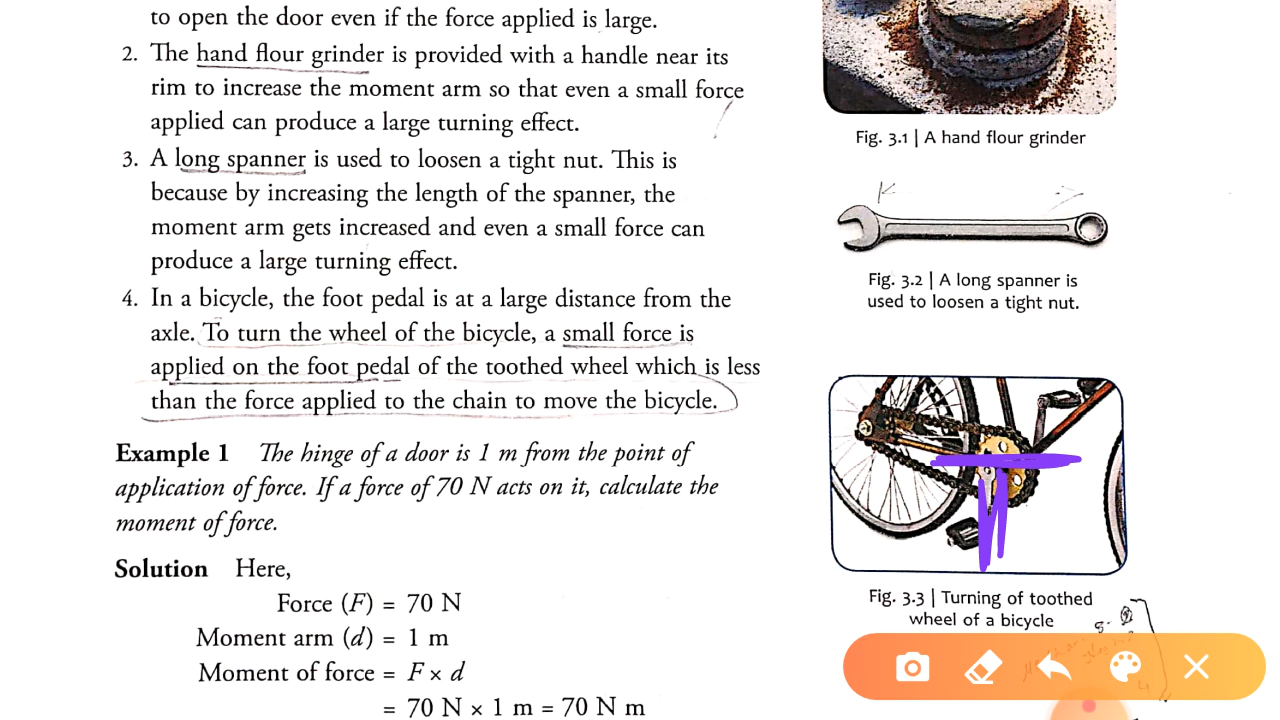 to open the door even if the force applied is large.
2. The hand flour grinder is provided with a handle near its
rim to increase the moment arm so that even a small force
applied can produce a large turning effect.
3. A long spanner is used to loosen a tight nut. This is
because by increasing the length of the spanner, the
moment arm gets increased and even a small force can
produce a large turning effect.
4. In a bicycle, the foot pedal is at a large distance from the
axle. To turn the wheel of the bicycle, a small force is
applied on the foot pedal of the toothed wheel which is less
than the force applied to the chain to move the bicycle.
Example 1 The hinge of a door is 1 m from the point of
application of force. If a force of 70 N acts on it, calculate the
moment of force.
Solution Here,
Force (F) = 70 N
Moment arm (d) = 1 m
Moment of force = F × d
= 70 N × 1 m = 70 N m
Fig. 3.1 | A hand flour grinder
Fig. 3.2 | A long spanner is
used to loosen a tight nut.
Fig. 3.3 | Turning of toothed
wheel of a bicycle